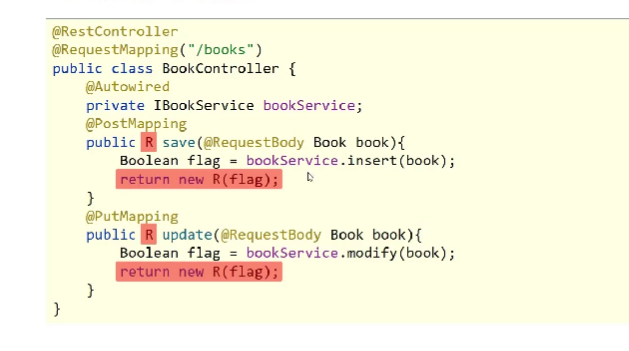 @RestController
@RequestMapping("/books")
public class BookController {
@Autowired
private IBookService bookService;
@PostMapping
public R save(@RequestBody Book book){
Boolean flag = bookService.insert(book);
return new R(flag);
}
@PutMapping
public R update(@RequestBody Book book){
Boolean flag = bookService.modify(book);
return new R(flag);
}
}